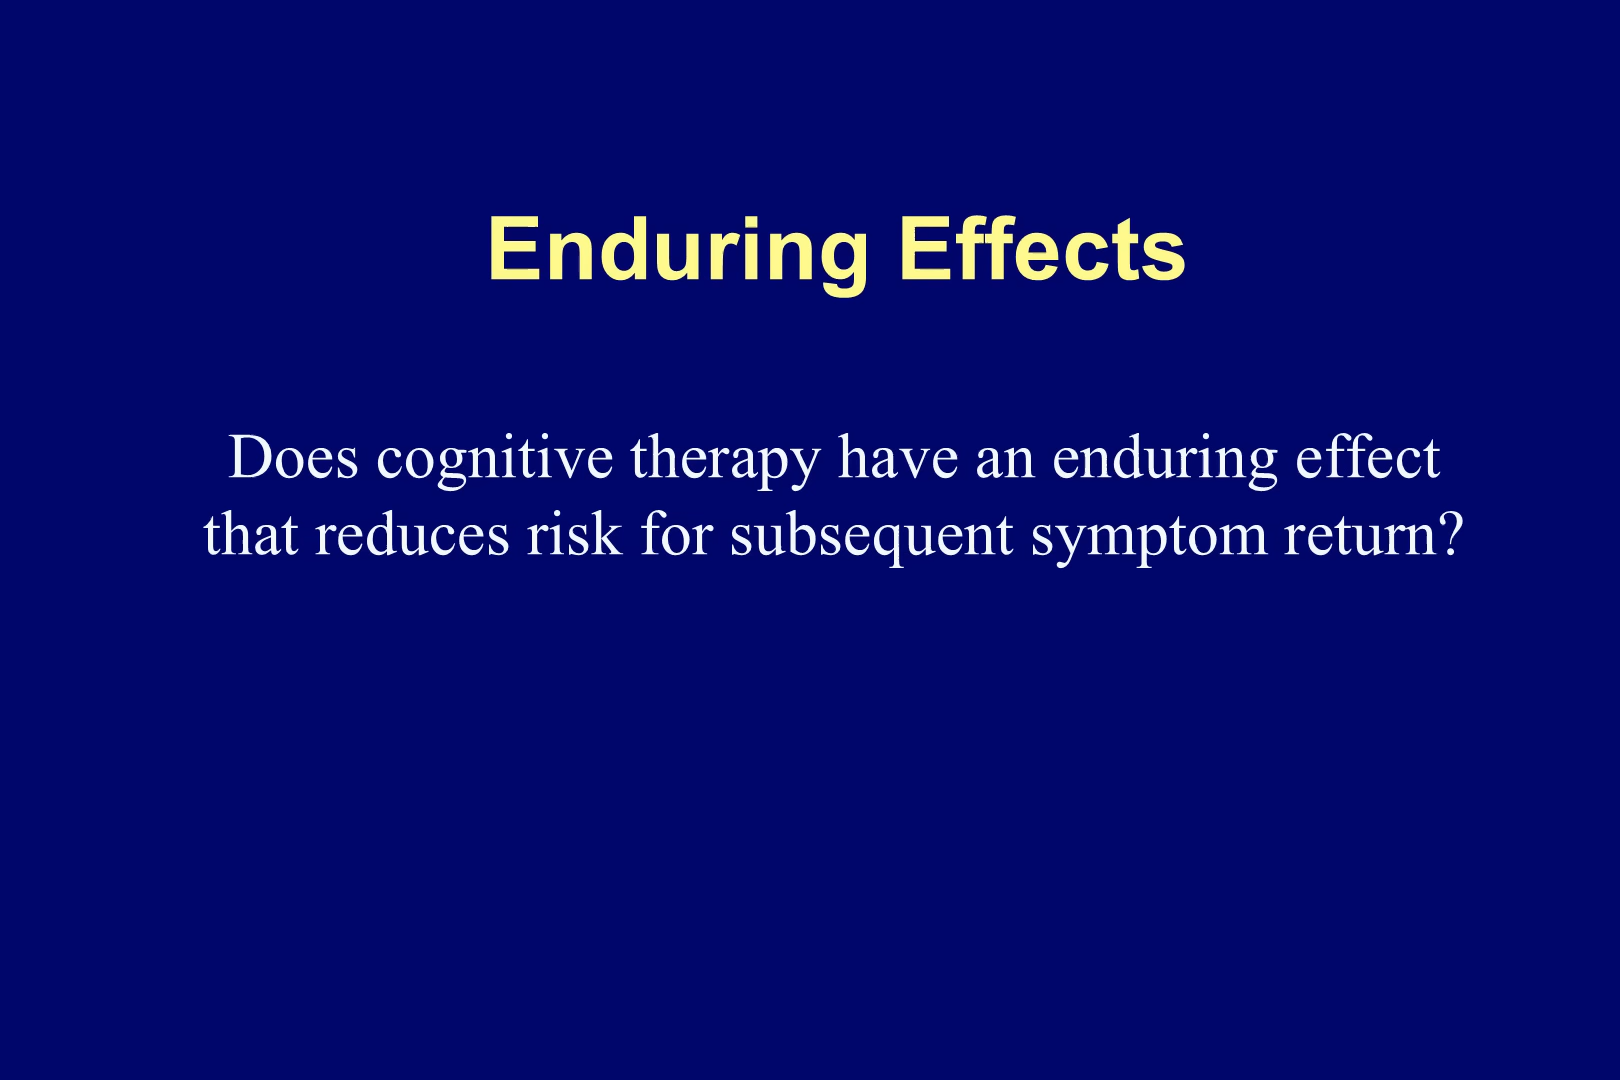 Enduring Effects
Does cognitive therapy have an enduring effect
that reduces risk for subsequent symptom return?